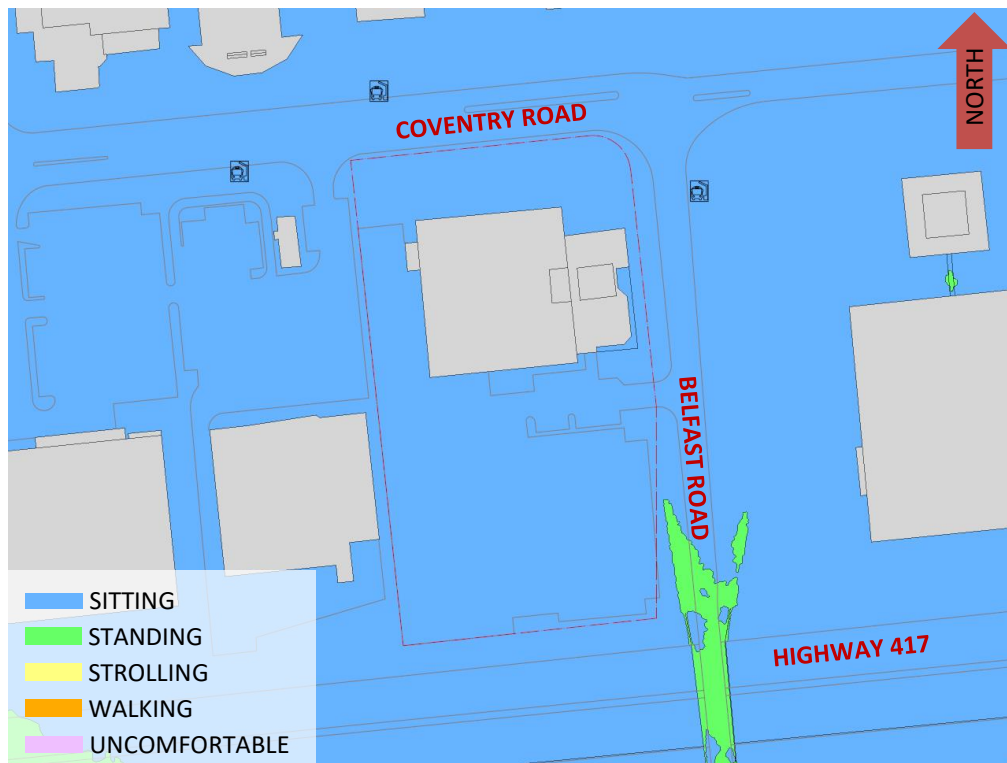 NORTH
COVENTRY ROAD
BELFAST ROAD
HIGHWAY 417
SITTING
STANDING
STROLLING
WALKING
UNCOMFORTABLE